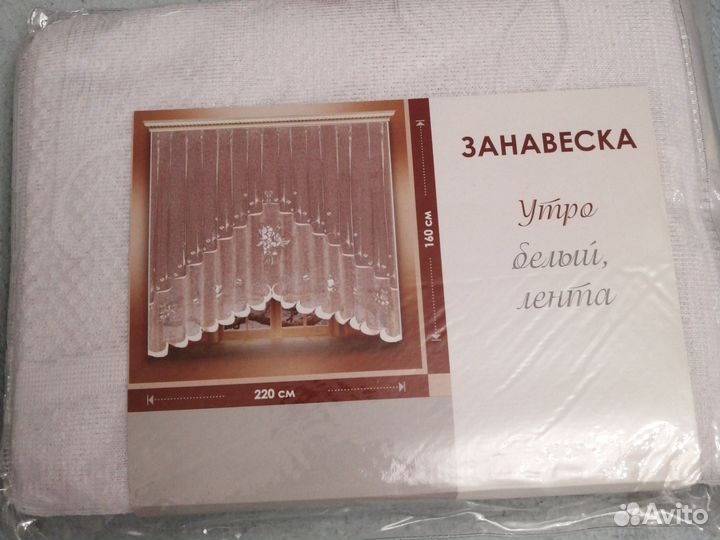 ЗАНАВЕСКА
Утро
белый,
лента
160 см
220 см
Avito